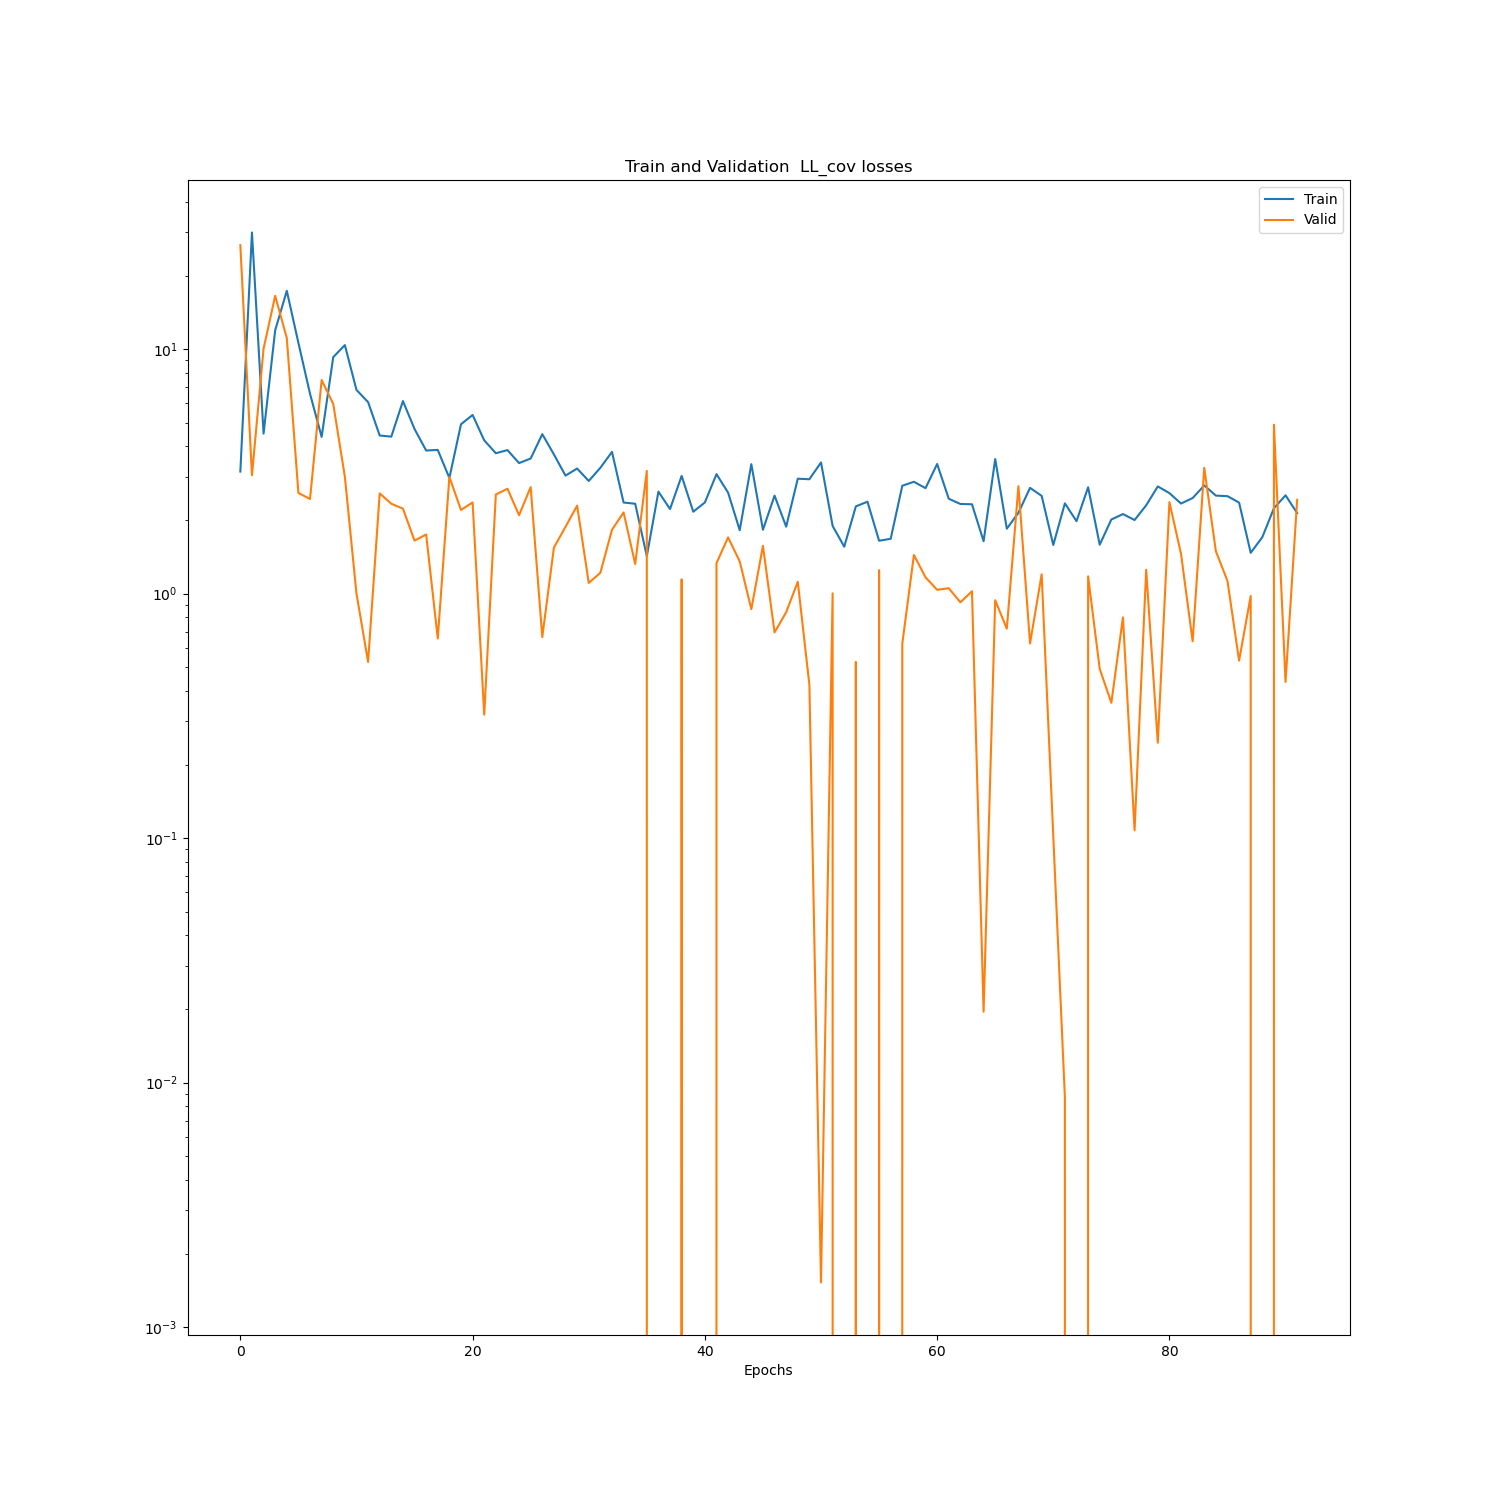 Train and Validation  LL_cov losses
Train
Valid
10¹
10⁰
10⁻¹
10⁻²
10⁻³
0 20 40 60 80
Epochs